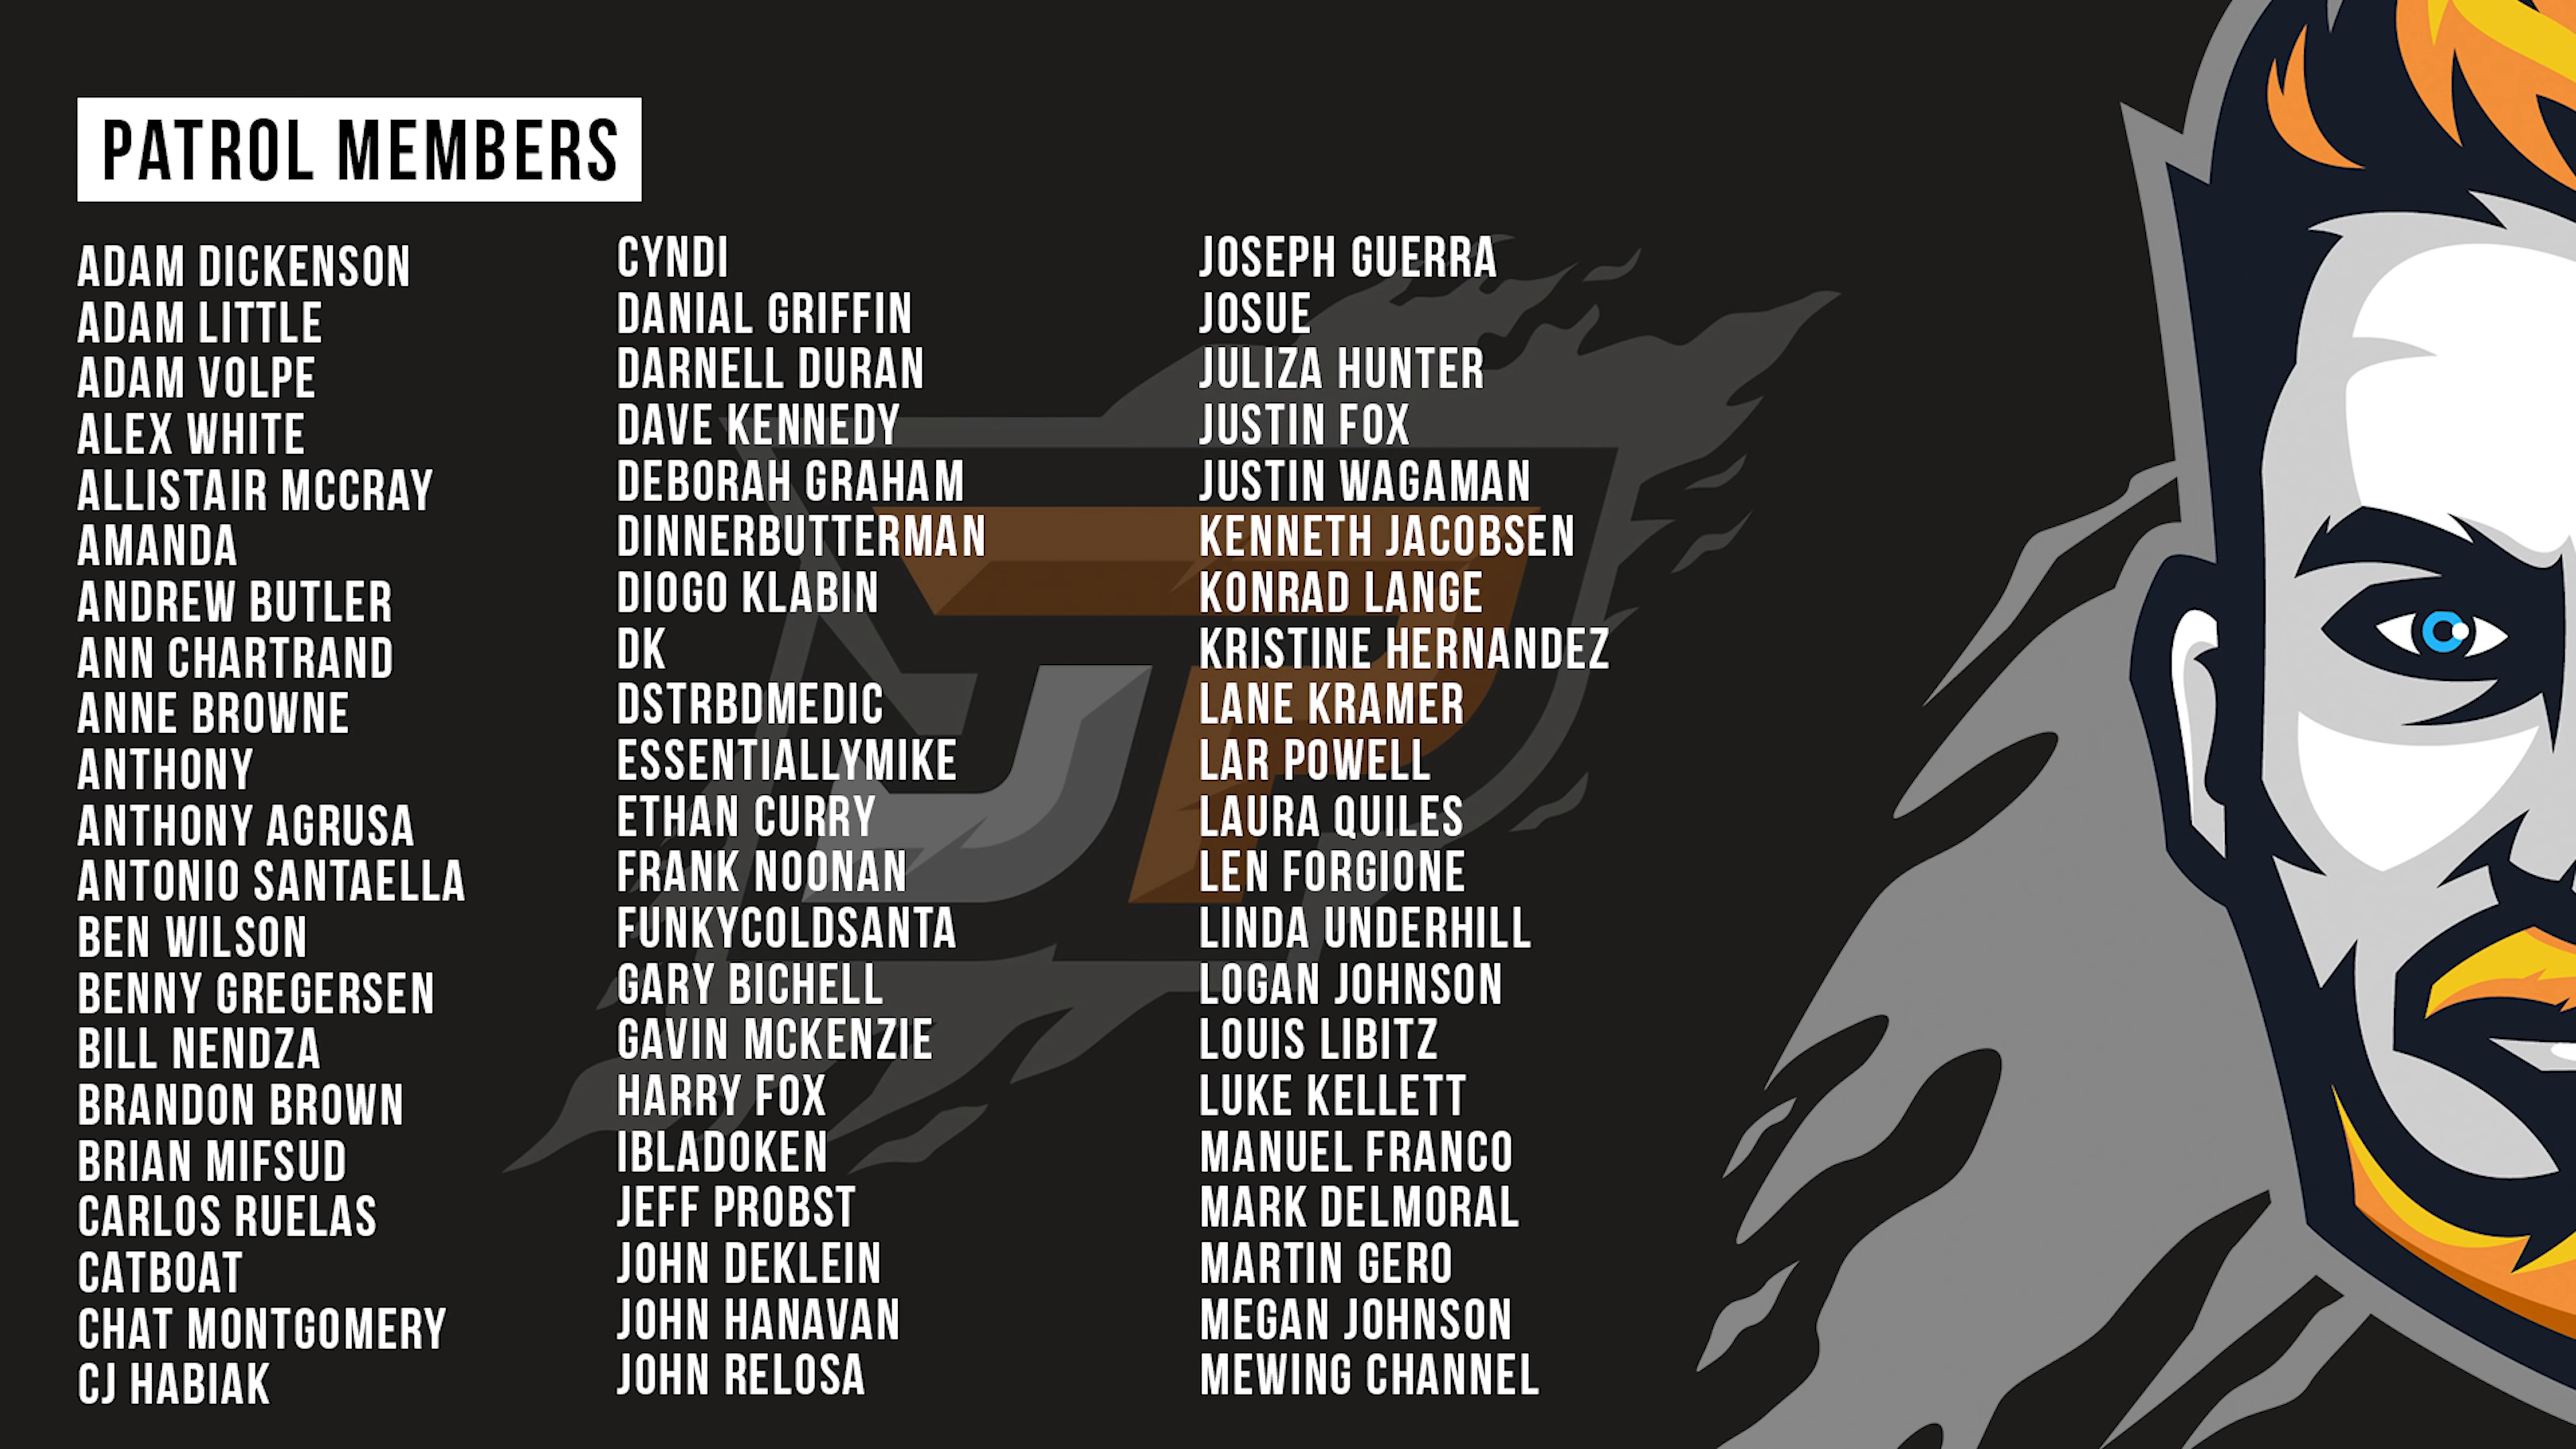 PATROL MEMBERS
ADAM DICKENSON
ADAM LITTLE
ADAM VOLPE
ALEX WHITE
ALLISTAIR MCCRAY
AMANDA
ANDREW BUTLER
ANN CHARTRAND
ANNE BROWNE
ANTHONY
ANTHONY AGRUSA
ANTONIO SANTAELLA
BEN WILSON
BENNY GREGERSEN
BILL NENDZA
BRANDON BROWN
BRIAN MIFSUD
CARLOS RUELAS
CATBOAT
CHAT MONTGOMERY
CJ HABIAK
CYNDI
DANIAL GRIFFIN
DARNELL DURAN
DAVE KENNEDY
DEBORAH GRAHAM
DINNERBUTTERMAN
DIOGO KLABIN
DK
DSTRBDMEDIC
ESSENTIALLYMIKE
ETHAN CURRY
FRANK NOONAN
FUNKYCOLDSANTA
GARY BICHELL
GAVIN MCKENZIE
HARRY FOX
IBLADOKEN
JEFF PROBST
JOHN DEKLEIN
JOHN HANAVAN
JOHN RELOSA
JOSEPH GUERRA
JOSUE
JULIZA HUNTER
JUSTIN FOX
JUSTIN WAGAMAN
KENNETH JACOBSEN
KONRAD LANGE
KRISTINE HERNANDEZ
LANE KRAMER
LAR POWELL
LAURA QUILES
LEN FORGIONE
LINDA UNDERHILL
LOGAN JOHNSON
LOUIS LIBITZ
LUKE KELLETT
MANUEL FRANCO
MARK DELMORAL
MARTIN GERO
MEGAN JOHNSON
MEWING CHANNEL
JP